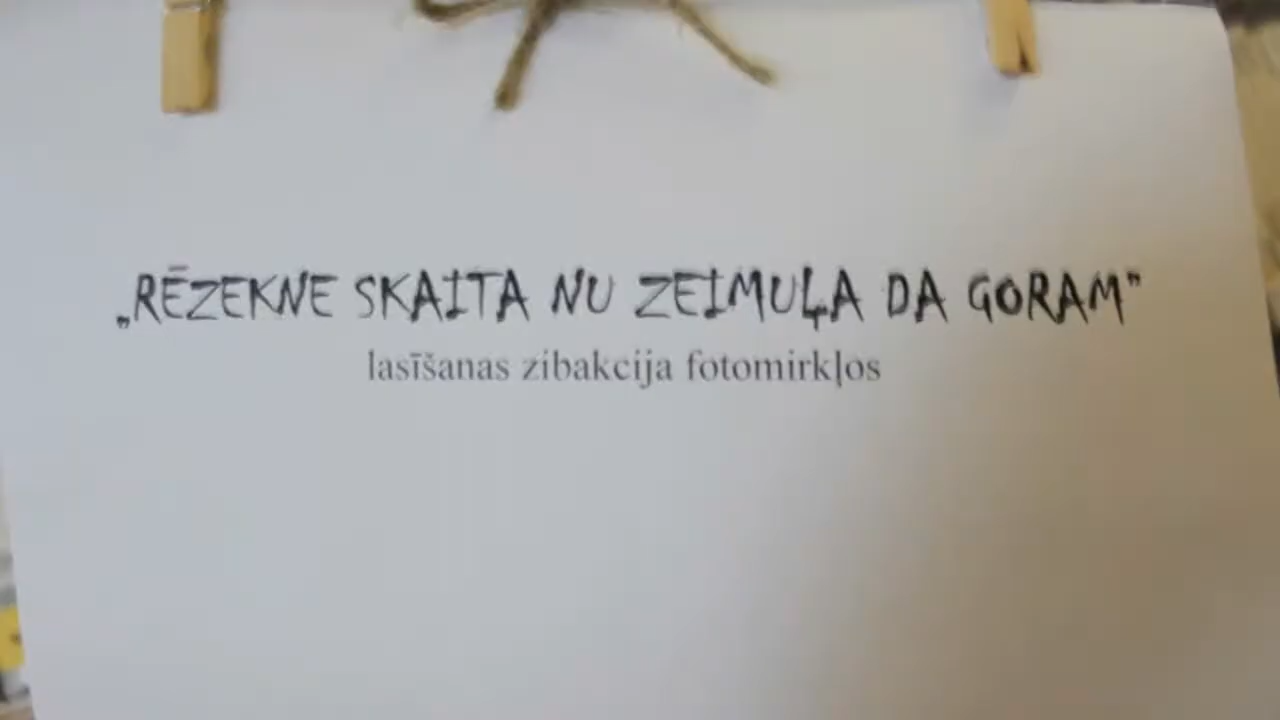 „RĒZEKNE SKAITA NU ZEIMUĻA DA GORAM”
lasīšanas zibakcija fotomirkļos